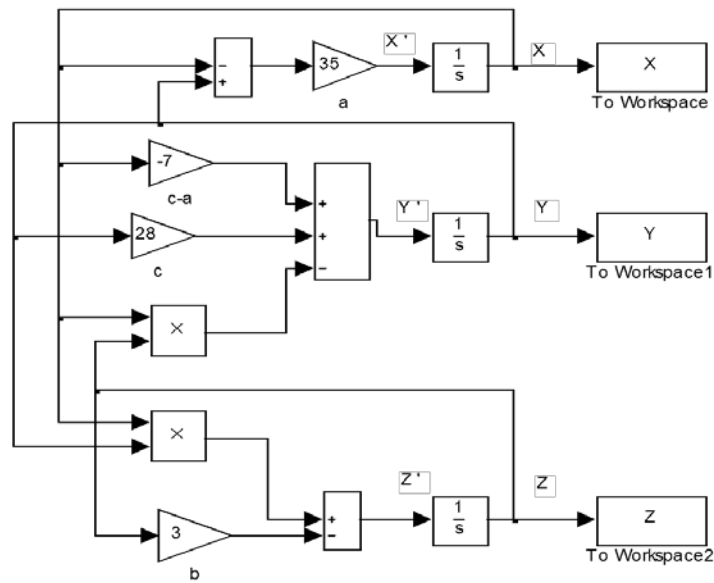 −
+
35
a
X '
1
s
X
X
To Workspace
-7
c-a
28
c
+
+
−
Y '
1
s
Y
Y
To Workspace1
X
X
3
b
+
−
Z '
1
s
Z
Z
To Workspace2